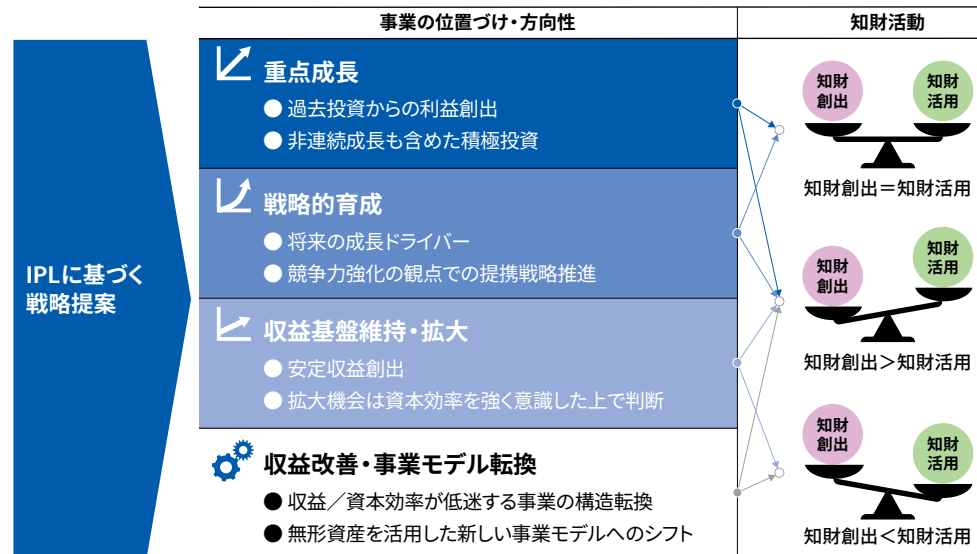 事業の位置づけ・方向性
知財活動
IPLに基づく
戦略提案
重点成長
● 過去投資からの利益創出
● 非連続成長も含めた積極投資
戦略的育成
● 将来の成長ドライバー
● 競争力強化の観点での提携戦略推進
収益基盤維持・拡大
● 安定収益創出
● 拡大機会は資本効率を強く意識した上で判断
収益改善・事業モデル転換
● 収益／資本効率が低迷する事業の構造転換
● 無形資産を活用した新しい事業モデルへのシフト
知財
創出
知財
活用
知財創出＝知財活用
知財
創出
知財
活用
知財創出＞知財活用
知財
創出
知財
活用
知財創出＜知財活用